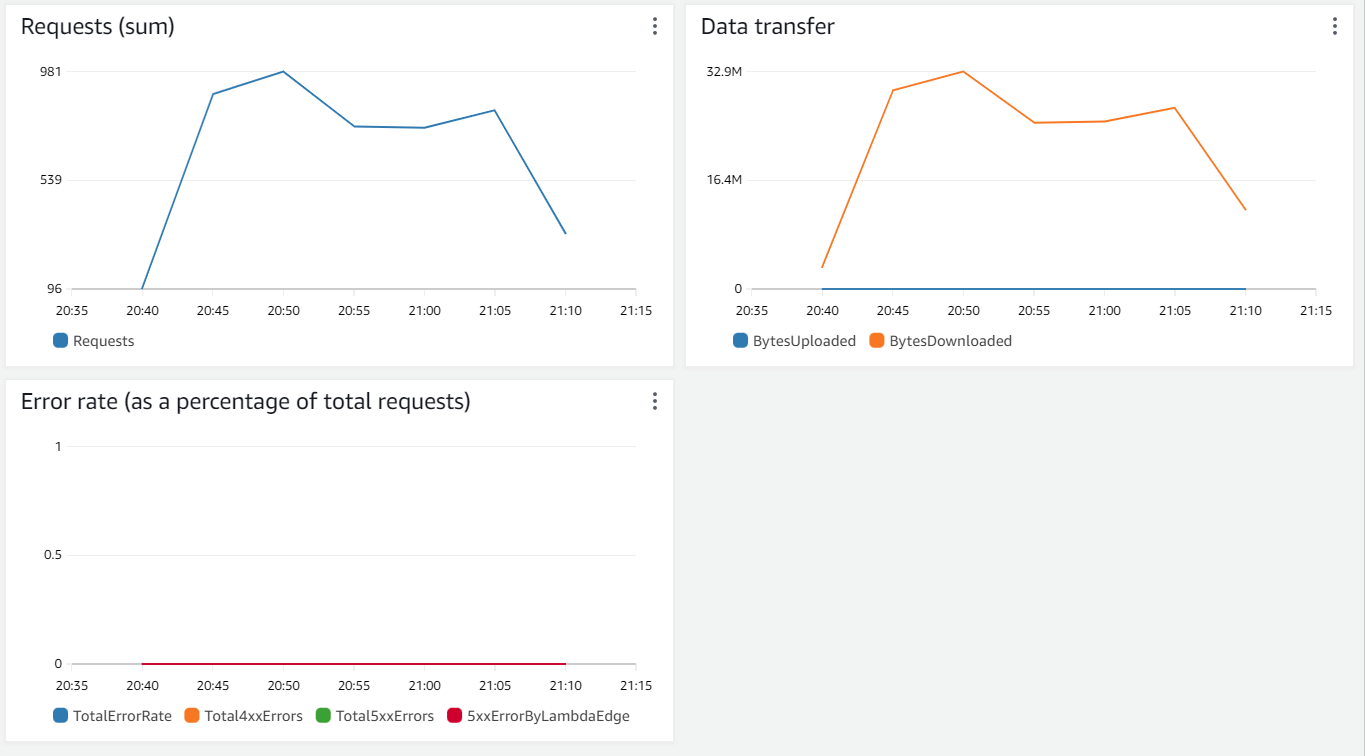 Requests (sum)
981
539
96
20:35 20:40 20:45 20:50 20:55 21:00 21:05 21:10 21:15
Requests
Data transfer
32.9M
16.4M
0
20:35 20:40 20:45 20:50 20:55 21:00 21:05 21:10 21:15
BytesUploaded BytesDownloaded
Error rate (as a percentage of total requests)
1
0.5
0
20:35 20:40 20:45 20:50 20:55 21:00 21:05 21:10 21:15
TotalErrorRate Total4xxErrors Total5xxErrors 5xxErrorByLambdaEdge